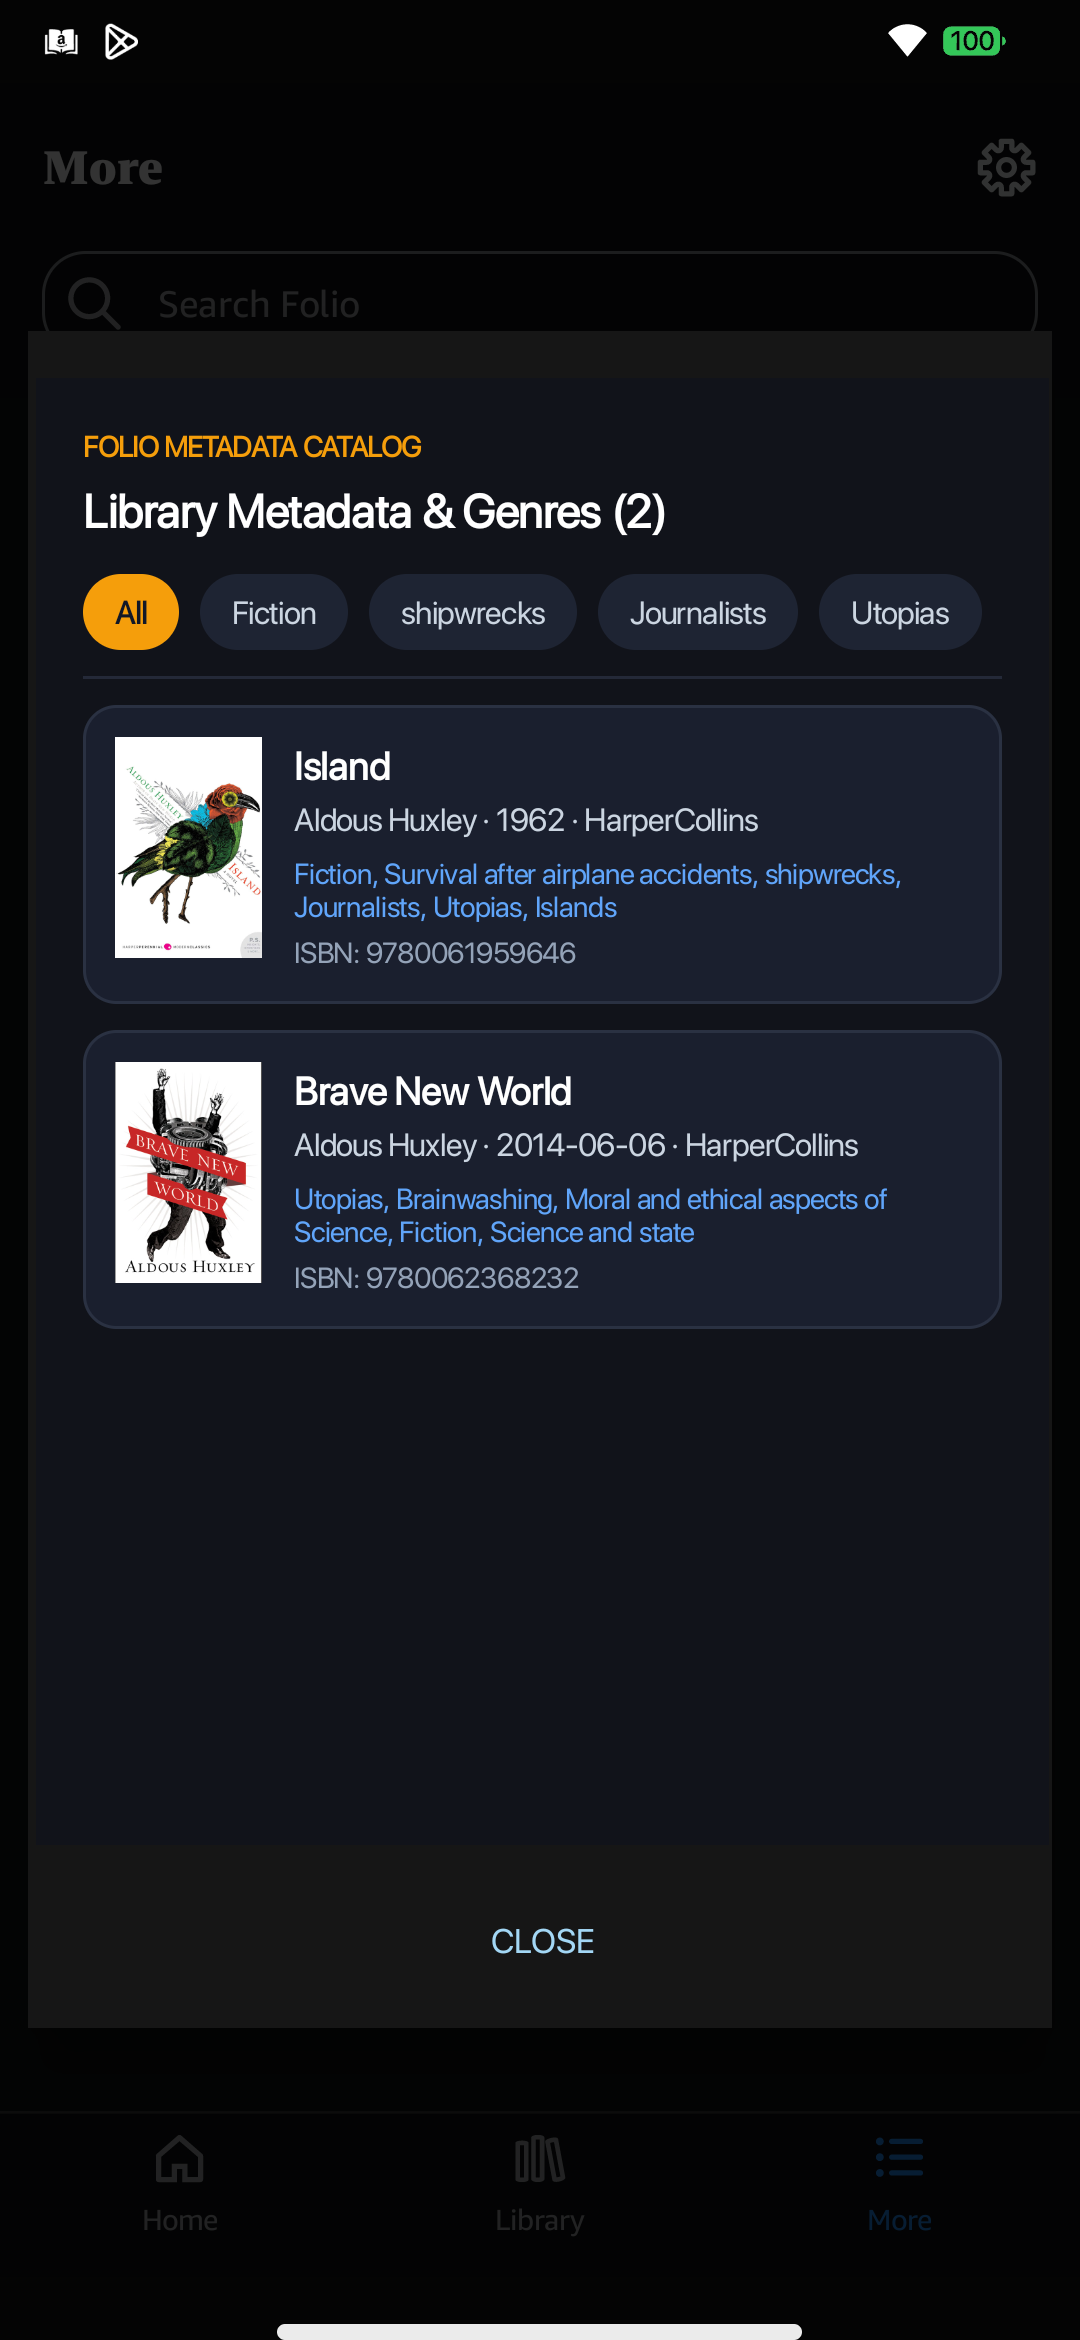 100
More
Search Folio
FOLIO METADATA CATALOG
Library Metadata & Genres (2)
All
Fiction
shipwrecks
Journalists
Utopias
ALDOUS HUXLEY
ISLAND
Island
Aldous Huxley · 1962 · HarperCollins
Fiction, Survival after airplane accidents, shipwrecks,
Journalists, Utopias, Islands
ISBN: 9780061959646
BRAVE NEW
WORLD
ALDOUS HUXLEY
Brave New World
Aldous Huxley · 2014-06-06 · HarperCollins
Utopias, Brainwashing, Moral and ethical aspects of
Science, Fiction, Science and state
ISBN: 9780062368232
CLOSE
Home
Library
More